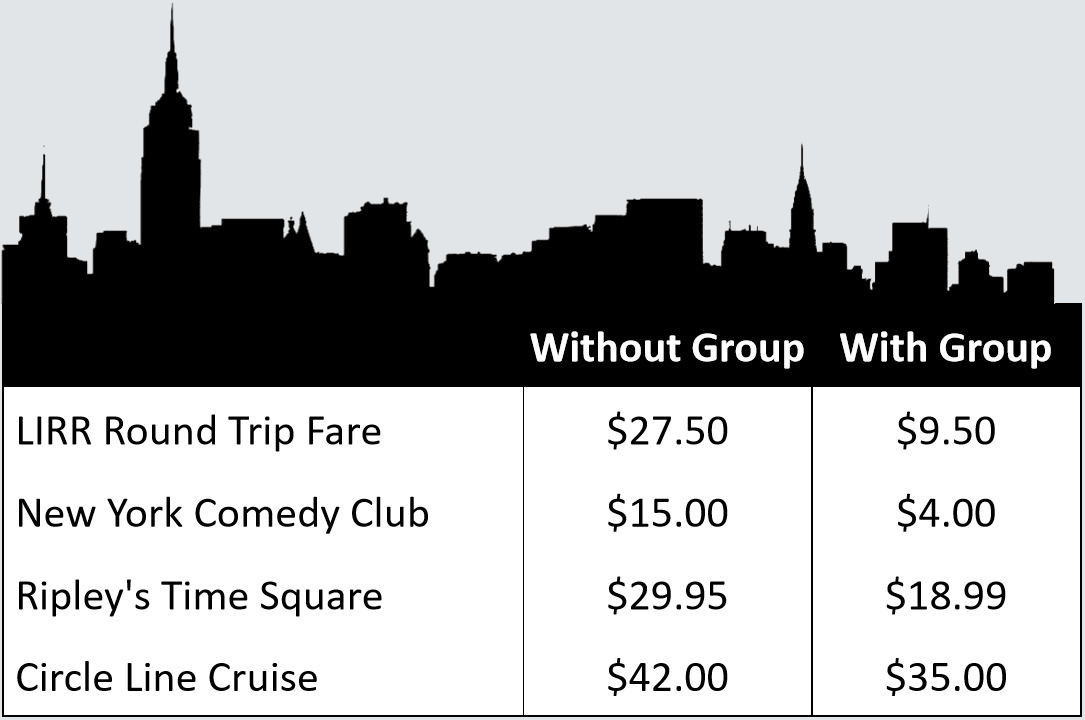 Without Group With Group
LIRR Round Trip Fare $27.50 $9.50
New York Comedy Club $15.00 $4.00
Ripley's Time Square $29.95 $18.99
Circle Line Cruise $42.00 $35.00